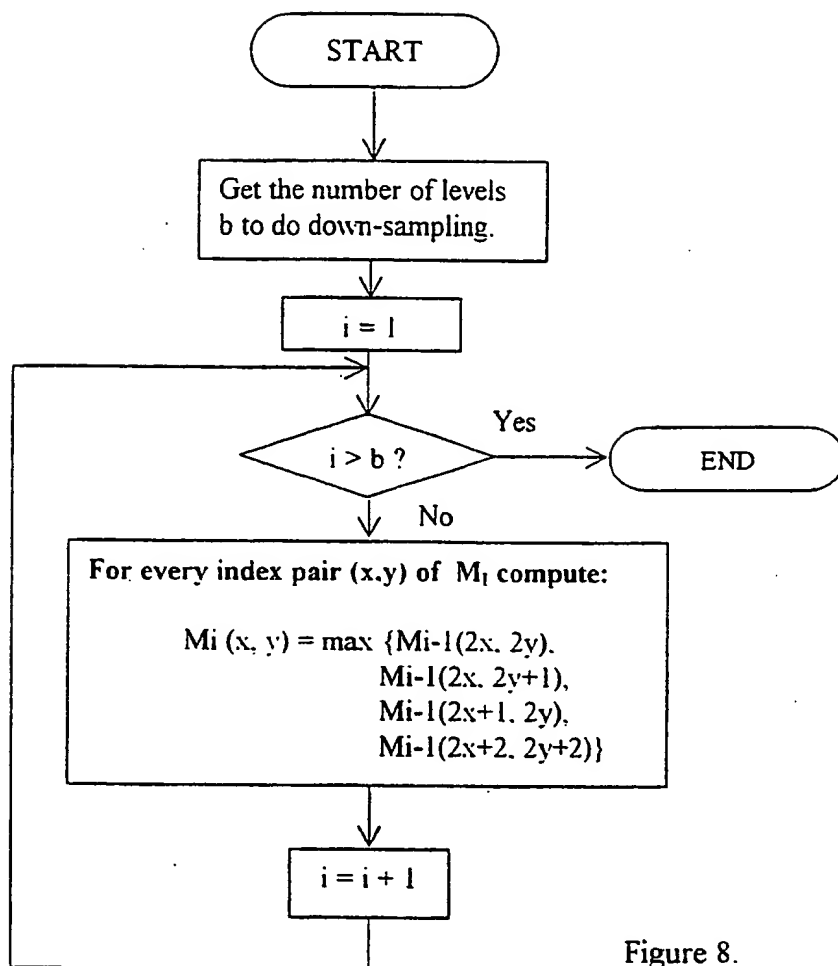 START
Get the number of levels
b to do down-sampling.
i = 1
i > b ?
Yes
END
No
For every index pair (x,y) of M_I compute:
Mi (x, y) = max {Mi-1(2x, 2y),
Mi-1(2x, 2y+1),
Mi-1(2x+1, 2y),
Mi-1(2x+2, 2y+2)}
i = i + 1
Figure 8.